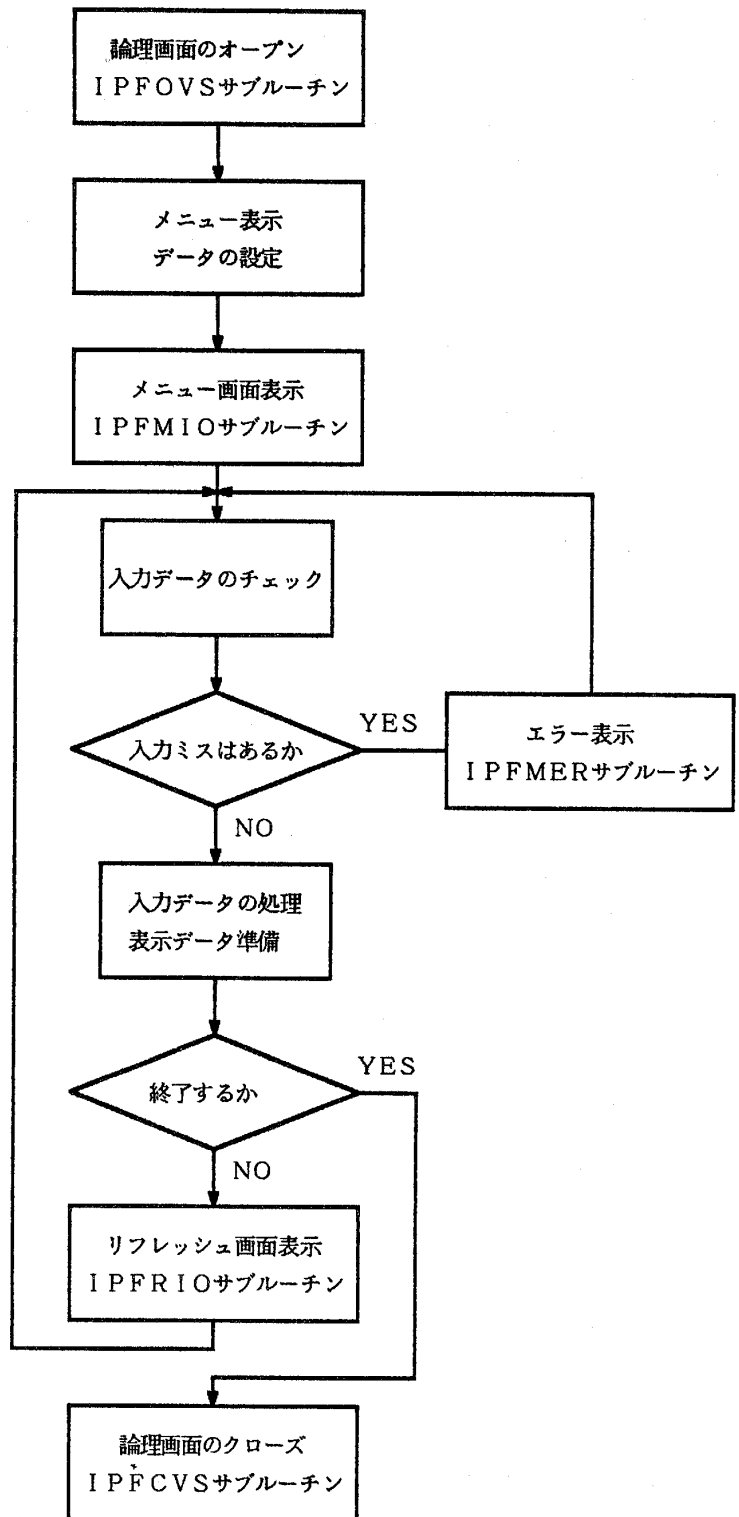 論理画面のオープン
ＩＰＦＯＶＳサブルーチン
メニュー表示
データの設定
メニュー画面表示
ＩＰＦＭＩＯサブルーチン
入力データのチェック
入力ミスはあるか
YES
エラー表示
ＩＰＦＭＥＲサブルーチン
NO
入力データの処理
表示データ準備
終了するか
YES
NO
リフレッシュ画面表示
ＩＰＦＲＩＯサブルーチン
論理画面のクローズ
ＩＰＦＣＶＳサブルーチン